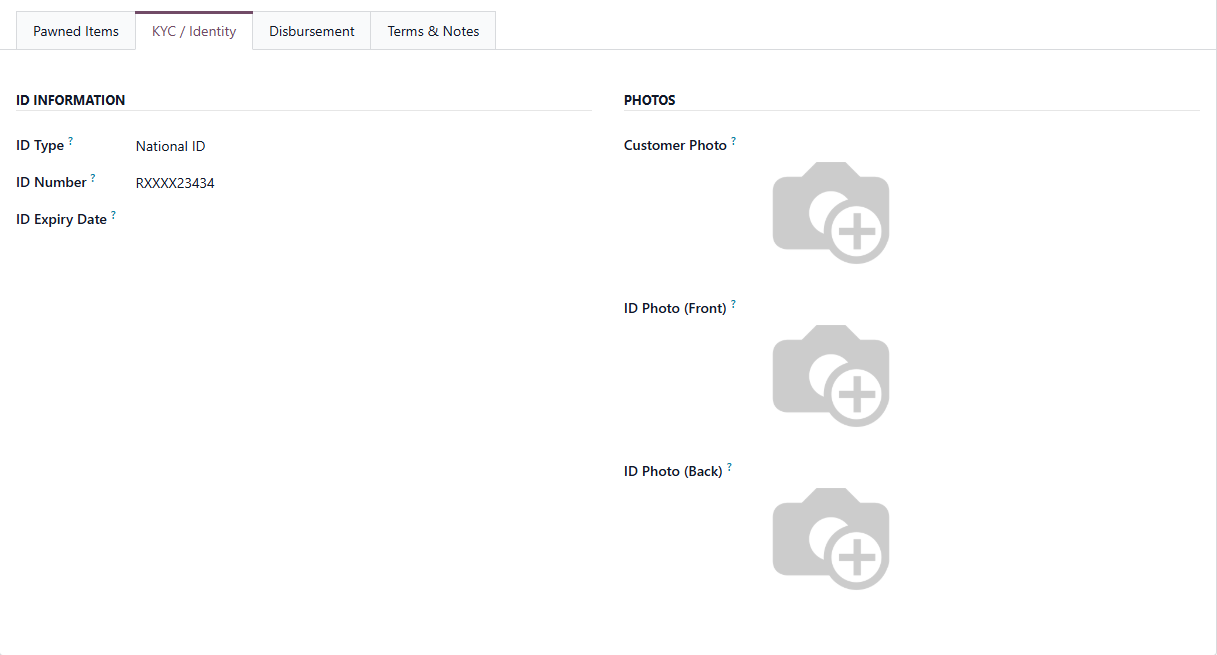 Pawned Items
KYC / Identity
Disbursement
Terms & Notes
ID INFORMATION
ID Type ?
National ID
ID Number ?
RXXXX23434
ID Expiry Date ?
PHOTOS
Customer Photo ?
ID Photo (Front) ?
ID Photo (Back) ?